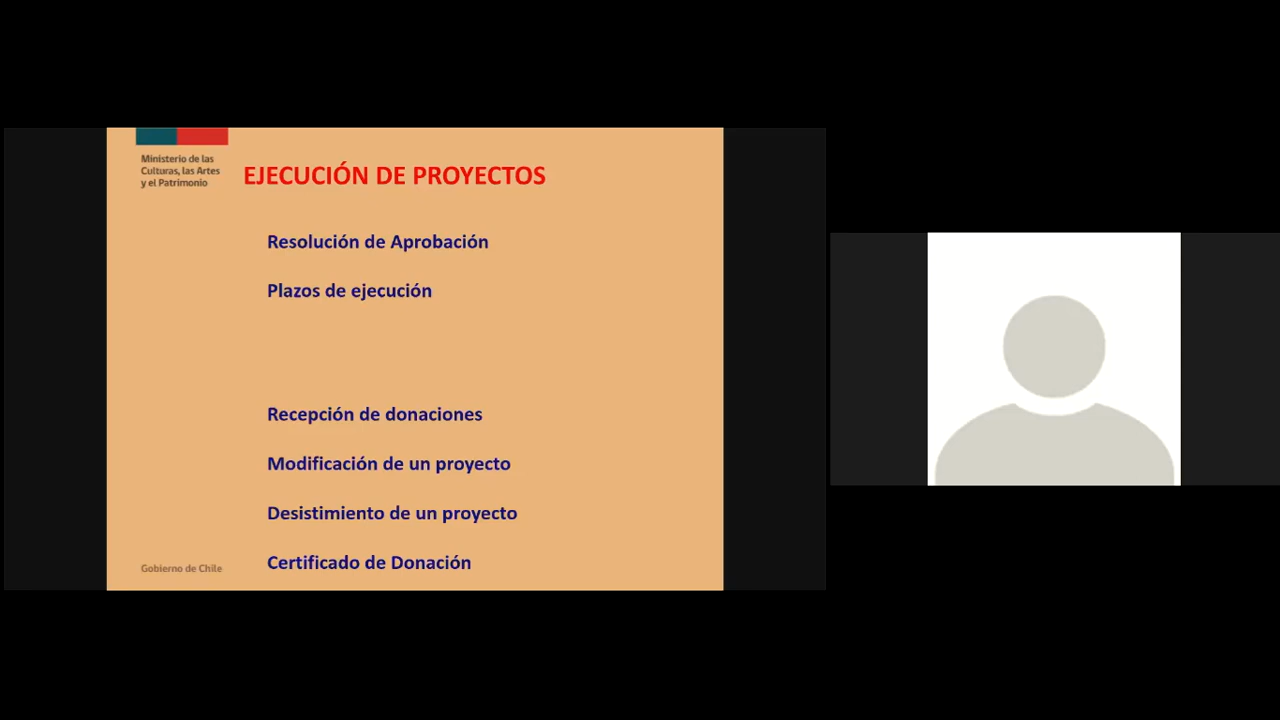 Ministerio de las
Culturas, las Artes
y el Patrimonio
EJECUCIÓN DE PROYECTOS
Resolución de Aprobación
Plazos de ejecución
Recepción de donaciones
Modificación de un proyecto
Desistimiento de un proyecto
Certificado de Donación
Gobierno de Chile